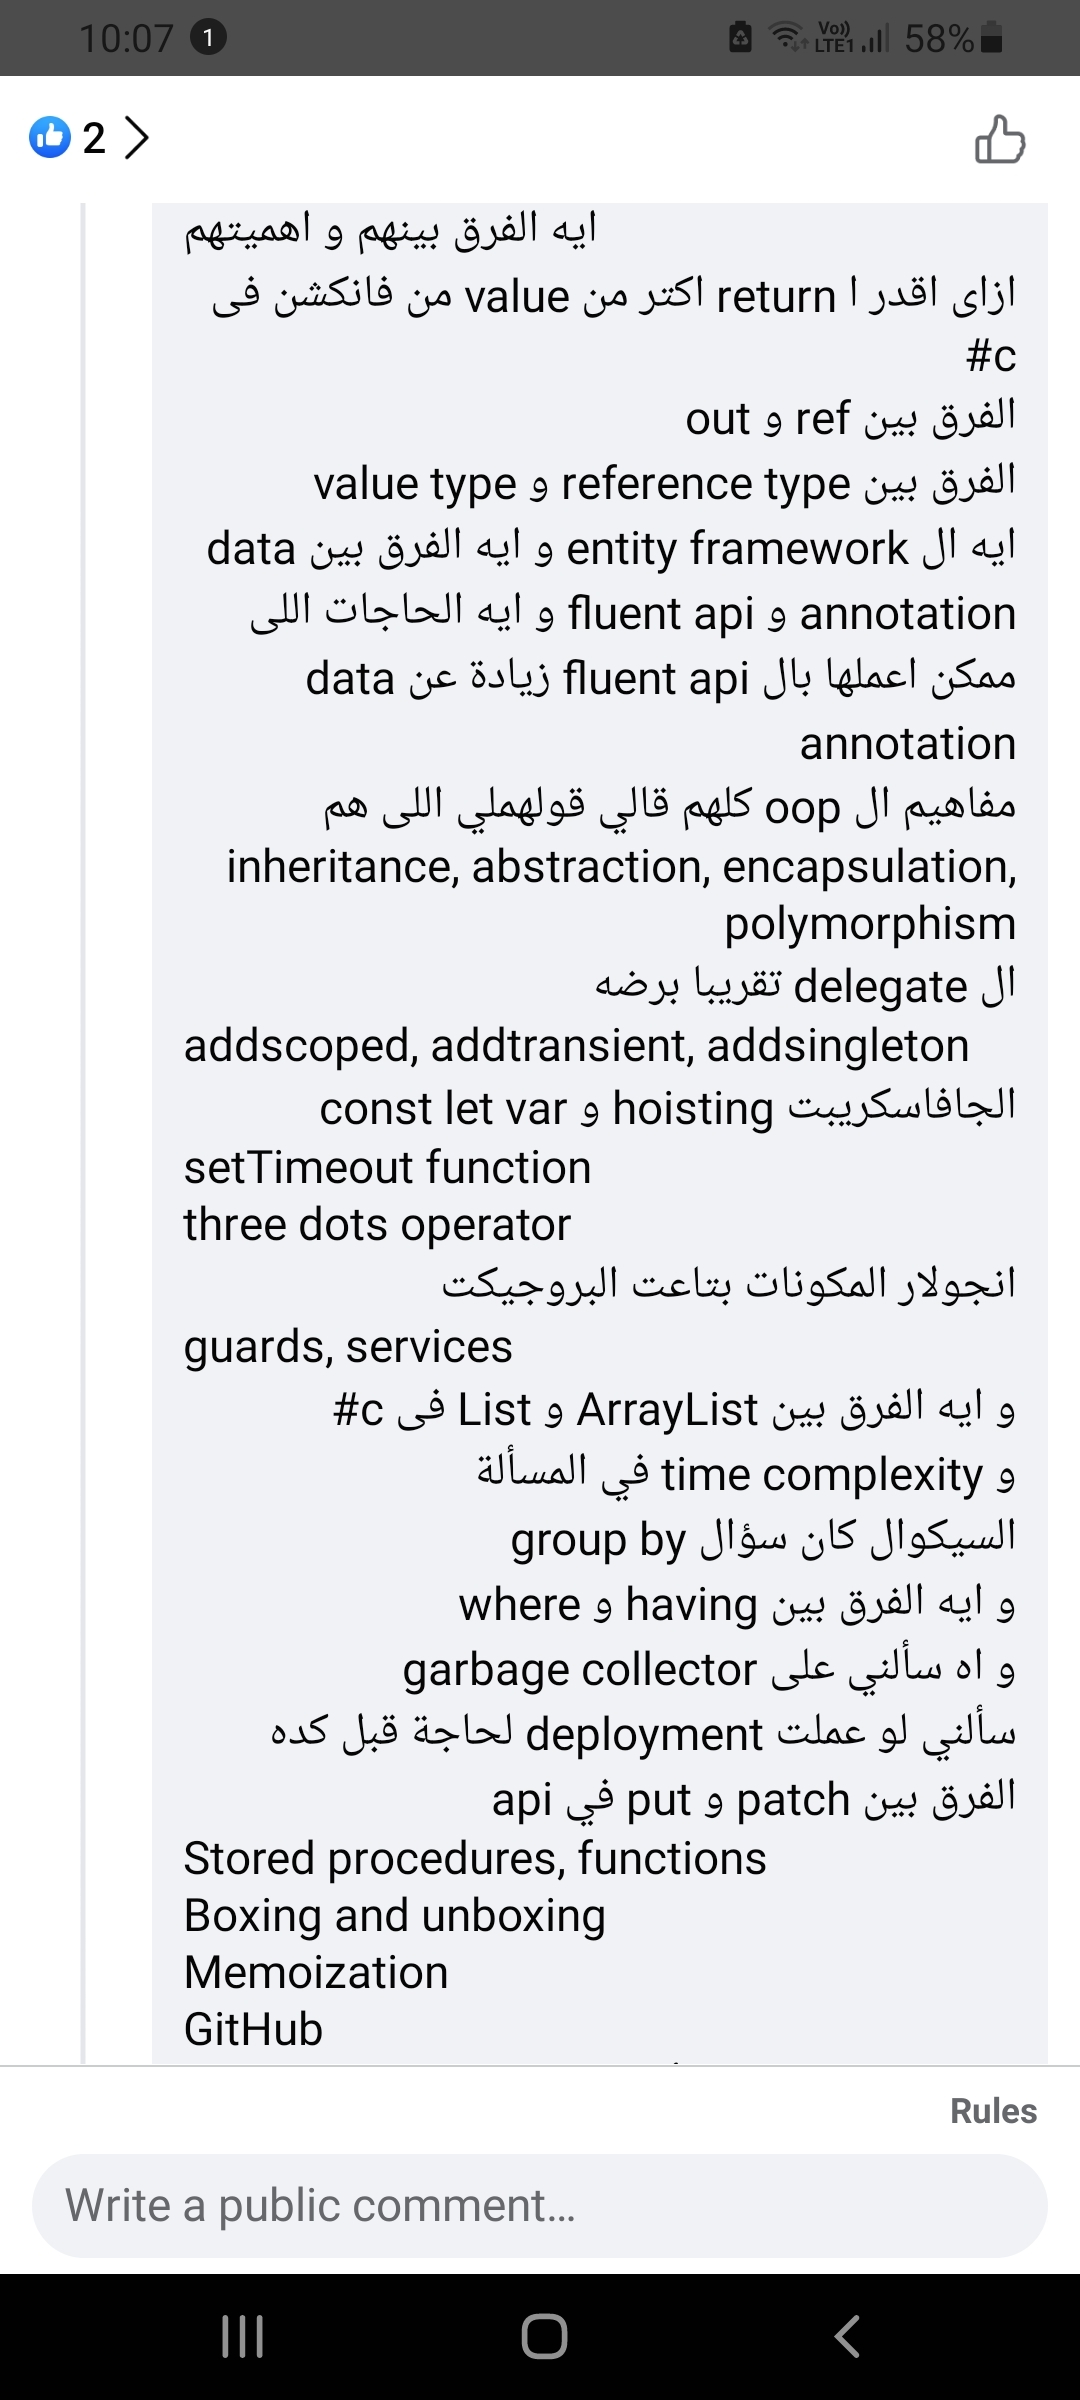 10:07 1 Vo)) LTE1 58%
2
ايه الفرق بينهم و اهميتهم
ازاى اقدر ا return اكتر من value من فانكشن فى
c#
الفرق بين ref و out
الفرق بين reference type و value type
ايه ال entity framework و ايه الفرق بين data
annotation و fluent api و ايه الحاجات اللى
ممكن اعملها بال fluent api زيادة عن data
annotation
مفاهيم ال oop كلهم قالي قولهملي اللى هم
inheritance, abstraction, encapsulation,
polymorphism
ال delegate تقريبا برضه
addscoped, addtransient, addsingleton
الجافاسكريبت hoisting و const let var
setTimeout function
three dots operator
انجولار المكونات بتاعت البروجيكت
guards, services
و ايه الفرق بين ArrayList و List فى c#
و time complexity في المسألة
السيكوال كان سؤال group by
و ايه الفرق بين having و where
و اه سألني على garbage collector
سألني لو عملت deployment لحاجة قبل كده
الفرق بين patch و put في api
Stored procedures, functions
Boxing and unboxing
Memoization
GitHub
Rules
Write a public comment...